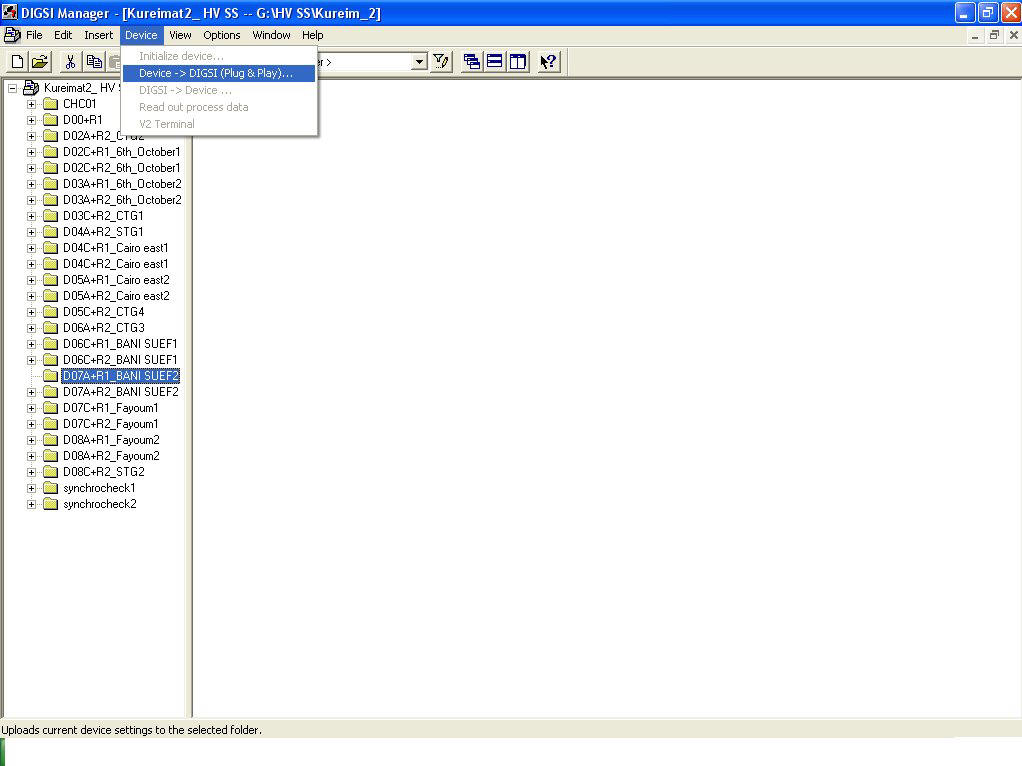 DIGSI Manager - [Kureimat2_ HV SS -- G:\HV SS\Kureim_2]
File Edit Insert Device View Options Window Help
Initialize device...
Device -> DIGSI (Plug & Play)...
DIGSI -> Device ...
Read out process data
V2 Terminal
Kureimat2_ HV
CHC01
D00+R1
D02A+R2_CTG2
D02C+R1_6th_October1
D02C+R2_6th_October1
D03A+R1_6th_October2
D03A+R2_6th_October2
D03C+R2_CTG1
D04A+R2_STG1
D04C+R1_Cairo east1
D04C+R2_Cairo east1
D05A+R1_Cairo east2
D05A+R2_Cairo east2
D05C+R2_CTG4
D06A+R2_CTG3
D06C+R1_BANI SUEF1
D06C+R2_BANI SUEF1
D07A+R1_BANI SUEF2
D07A+R2_BANI SUEF2
D07C+R1_Fayoum1
D07C+R2_Fayoum1
D08A+R1_Fayoum2
D08A+R2_Fayoum2
D08C+R2_STG2
synchrocheck1
synchrocheck2
Uploads current device settings to the selected folder.